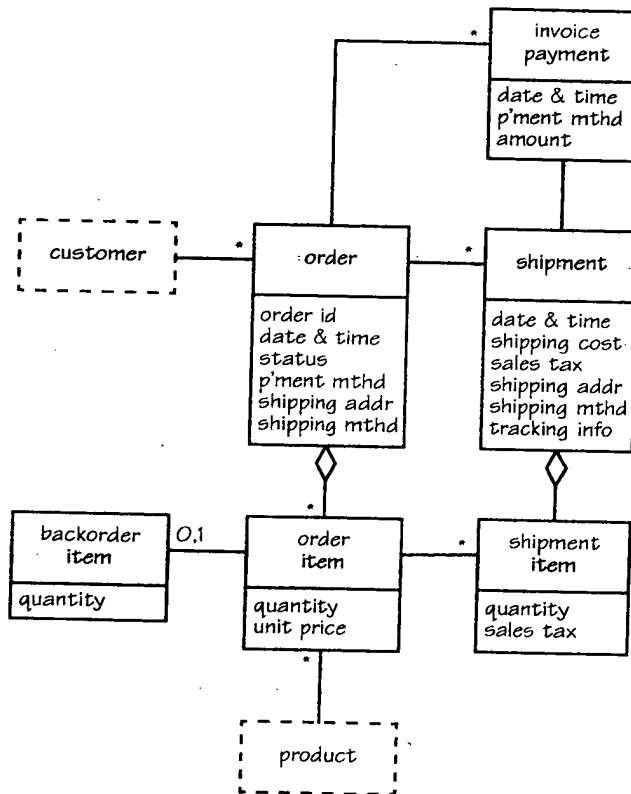 *
invoice
payment
date & time
p'ment mthd
amount
customer
*
order
*
shipment
order id
date & time
status
p'ment mthd
shipping addr
shipping mthd
date & time
shipping cost
sales tax
shipping addr
shipping mthd
tracking info
backorder
item
quantity
0,1
*
order
item
quantity
unit price
*
*
shipment
item
quantity
sales tax
product